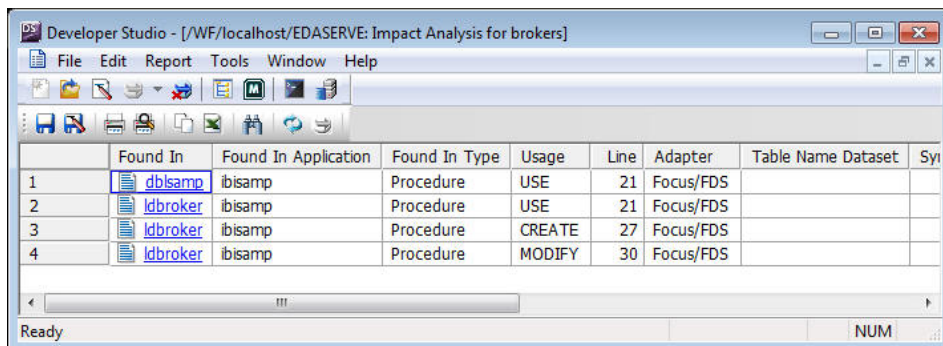 DS Developer Studio - [/WF/localhost/EDASERVE: Impact Analysis for brokers]
File Edit Report Tools Window Help
M
Found In Found In Application Found In Type Usage Line Adapter Table Name Dataset
1 dblsamp ibisamp Procedure USE 21 Focus/FDS
2 ldbroker ibisamp Procedure USE 21 Focus/FDS
3 ldbroker ibisamp Procedure CREATE 27 Focus/FDS
4 ldbroker ibisamp Procedure MODIFY 30 Focus/FDS
Ready NUM